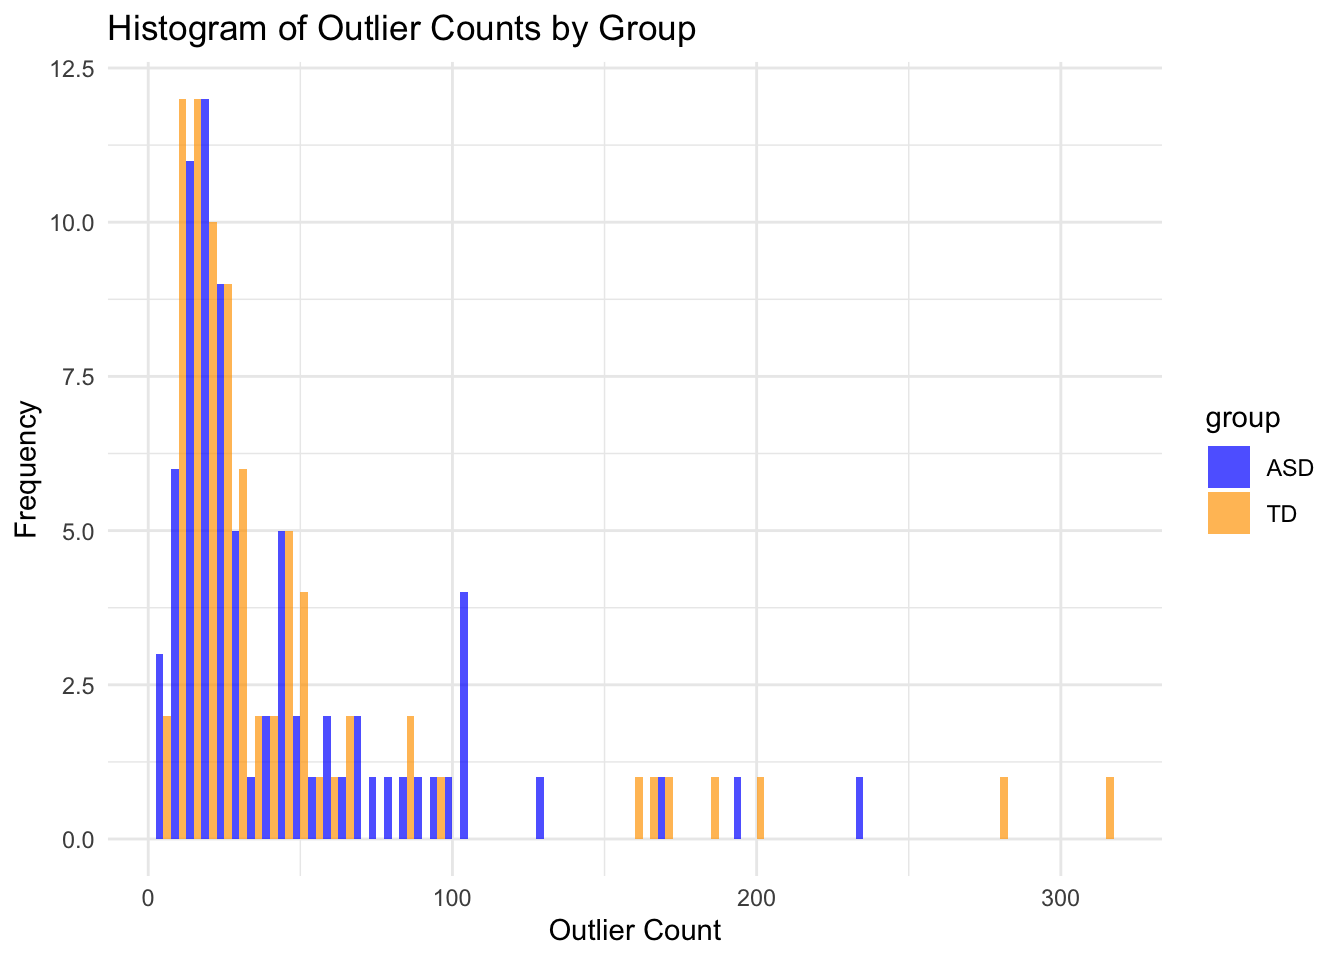 Histogram of Outlier Counts by Group
12.5
10.0
7.5
5.0
2.5
0.0
Frequency
0 100 200 300
Outlier Count
group
ASD
TD